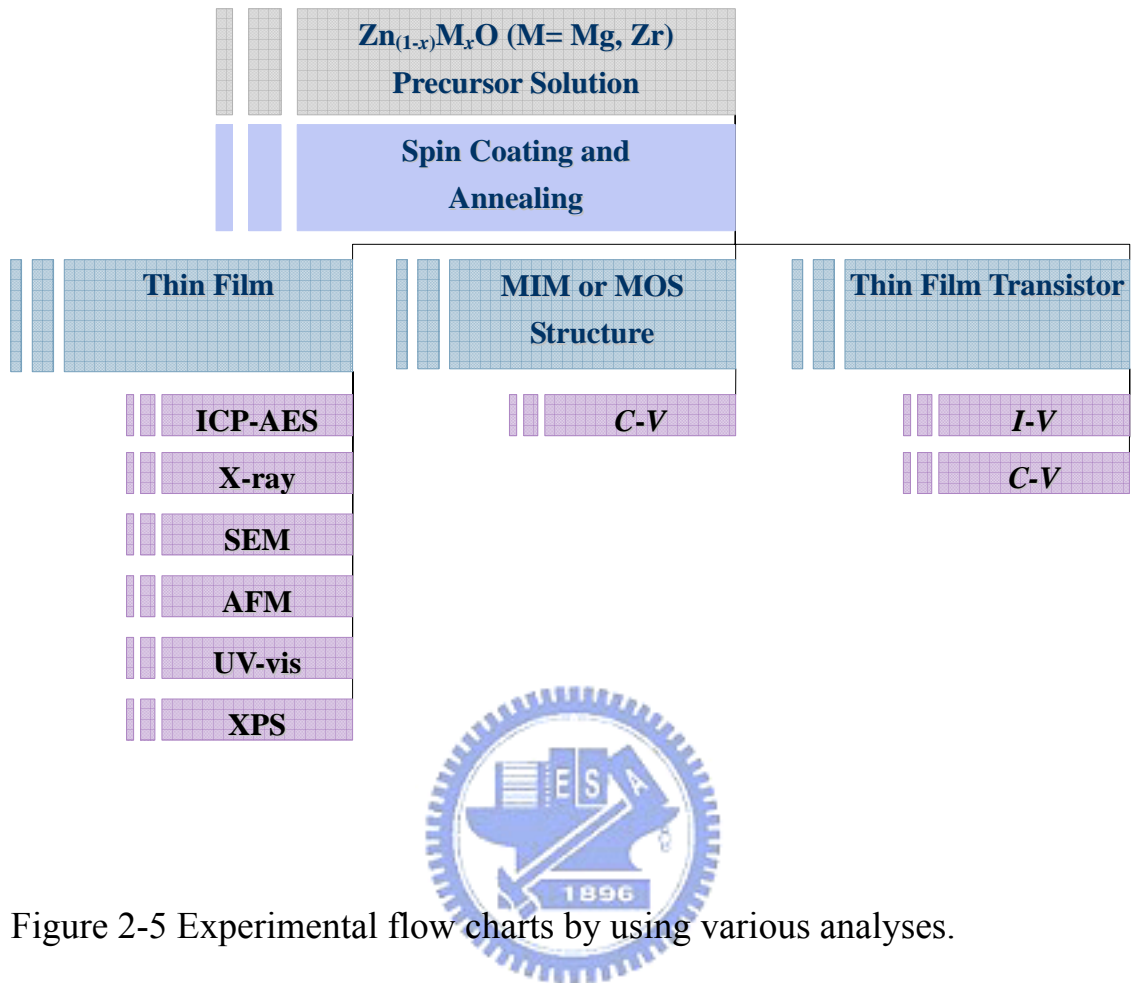 Zn(1-x)MxO (M= Mg, Zr)
Precursor Solution
Spin Coating and
Annealing
Thin Film
MIM or MOS
Structure
Thin Film Transistor
ICP-AES
X-ray
SEM
AFM
UV-vis
XPS
C-V
I-V
C-V
E S A
1896
Figure 2-5 Experimental flow charts by using various analyses.